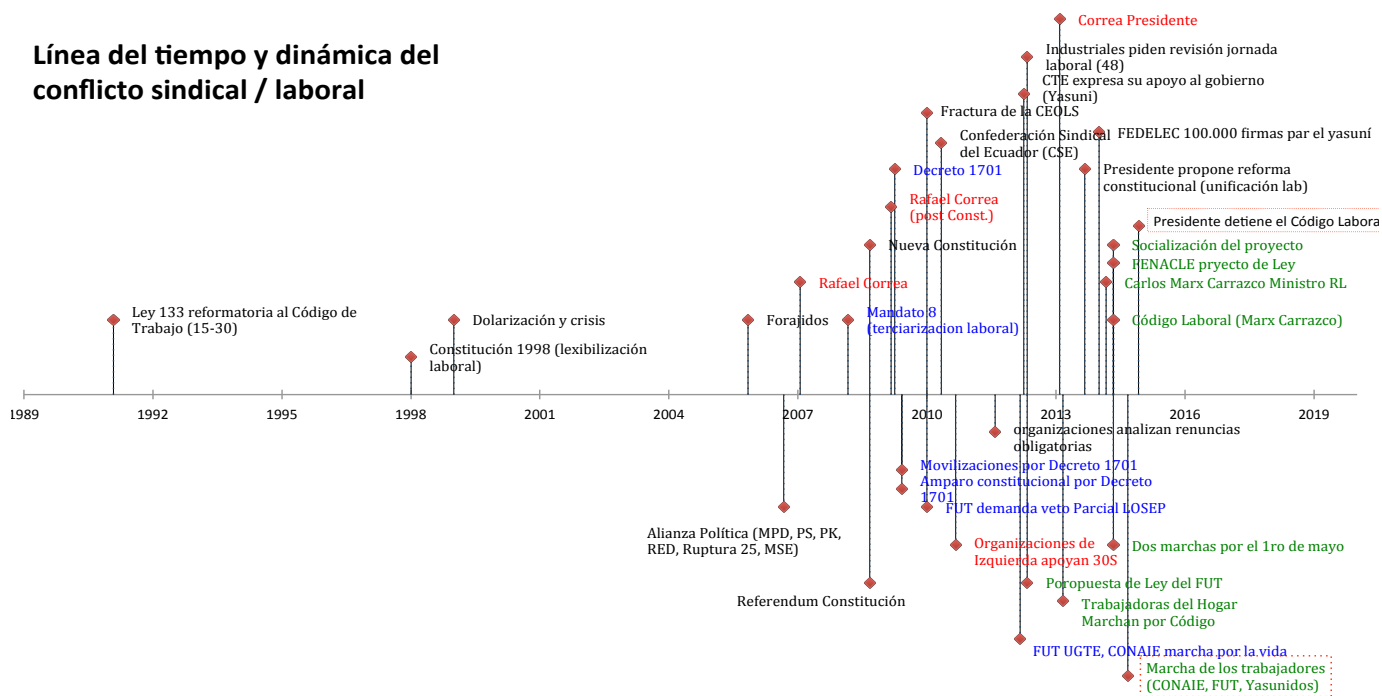 Línea del tiempo y dinámica del
conflicto sindical / laboral
Correa Presidente
Industriales piden revisión jornada
laboral (48)
CTE expresa su apoyo al gobierno
(Yasuni)
Fractura de la CEOLS
FEDELEC 100.000 firmas par el yasuní
Confederación Sindical
del Ecuador (CSE)
Decreto 1701
Presidente propone reforma
constitucional (unificación lab)
Rafael Correa
(post Const.)
Presidente detiene el Código Labora
Nueva Constitución
Socialización del proyecto
FENACLE pryecto de Ley
Rafael Correa
Carlos Marx Carrazco Ministro RL
Ley 133 reformatoria al Código de
Trabajo (15-30)
Dolarización y crisis
Forajidos
Mandato 8
(terciarizacion laboral)
Código Laboral (Marx Carrazco)
Constitución 1998 (lexibilización
laboral)
1989
1992
1995
1998
2001
2004
2007
2010
2013
2016
2019
organizaciones analizan renuncias
obligatorias
Movilizaciones por Decreto 1701
Amparo constitucional por Decreto
1701
FUT demanda veto Parcial LOSEP
Alianza Política (MPD, PS, PK,
RED, Ruptura 25, MSE)
Organizaciones de
Izquierda apoyan 30S
Dos marchas por el 1ro de mayo
Poropuesta de Ley del FUT
Referendum Constitución
Trabajadoras del Hogar
Marchan por Código
FUT UGTE, CONAIE marcha por la vida
Marcha de los trabajadores
(CONAIE, FUT, Yasunidos)